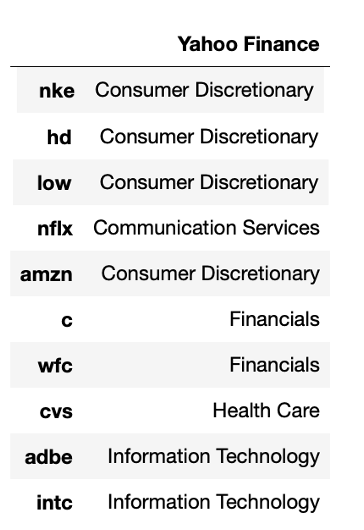 Yahoo Finance
nke Consumer Discretionary
hd Consumer Discretionary
low Consumer Discretionary
nflx Communication Services
amzn Consumer Discretionary
c Financials
wfc Financials
cvs Health Care
adbe Information Technology
intc Information Technology